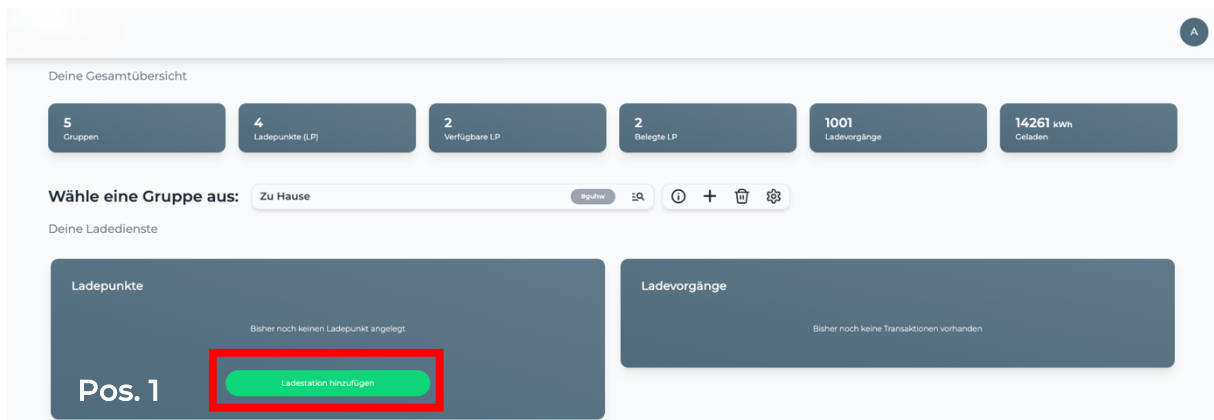 A
Deine Gesamtübersicht
5
Gruppen
4
Ladepunkte (LP)
2
Verfügbare LP
2
Belegte LP
1001
Ladevorgänge
14261 kWh
Geladen
Wähle eine Gruppe aus:
Zu Hause
#guhw
Deine Ladedienste
Ladepunkte
Bisher noch keinen Ladepunkt angelegt
Ladestation hinzufügen
Pos. 1
Ladevorgänge
Bisher noch keine Transaktionen vorhanden